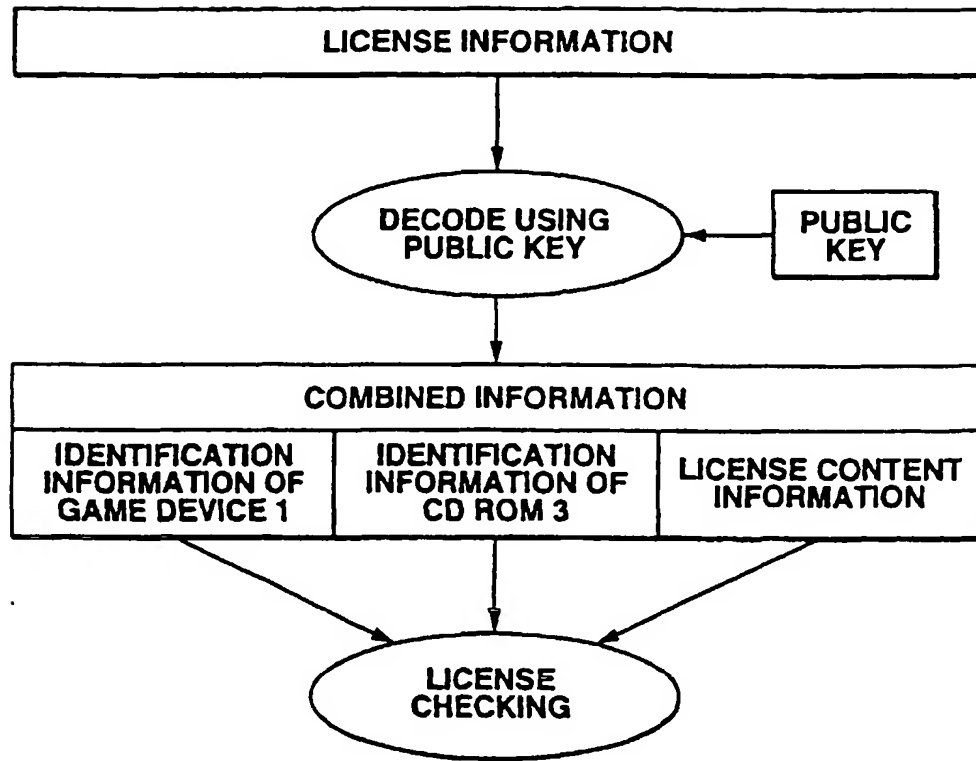 LICENSE INFORMATION
DECODE USING
PUBLIC KEY
PUBLIC
KEY
COMBINED INFORMATION
IDENTIFICATION
INFORMATION OF
GAME DEVICE 1
IDENTIFICATION
INFORMATION OF
CD ROM 3
LICENSE CONTENT
INFORMATION
LICENSE
CHECKING